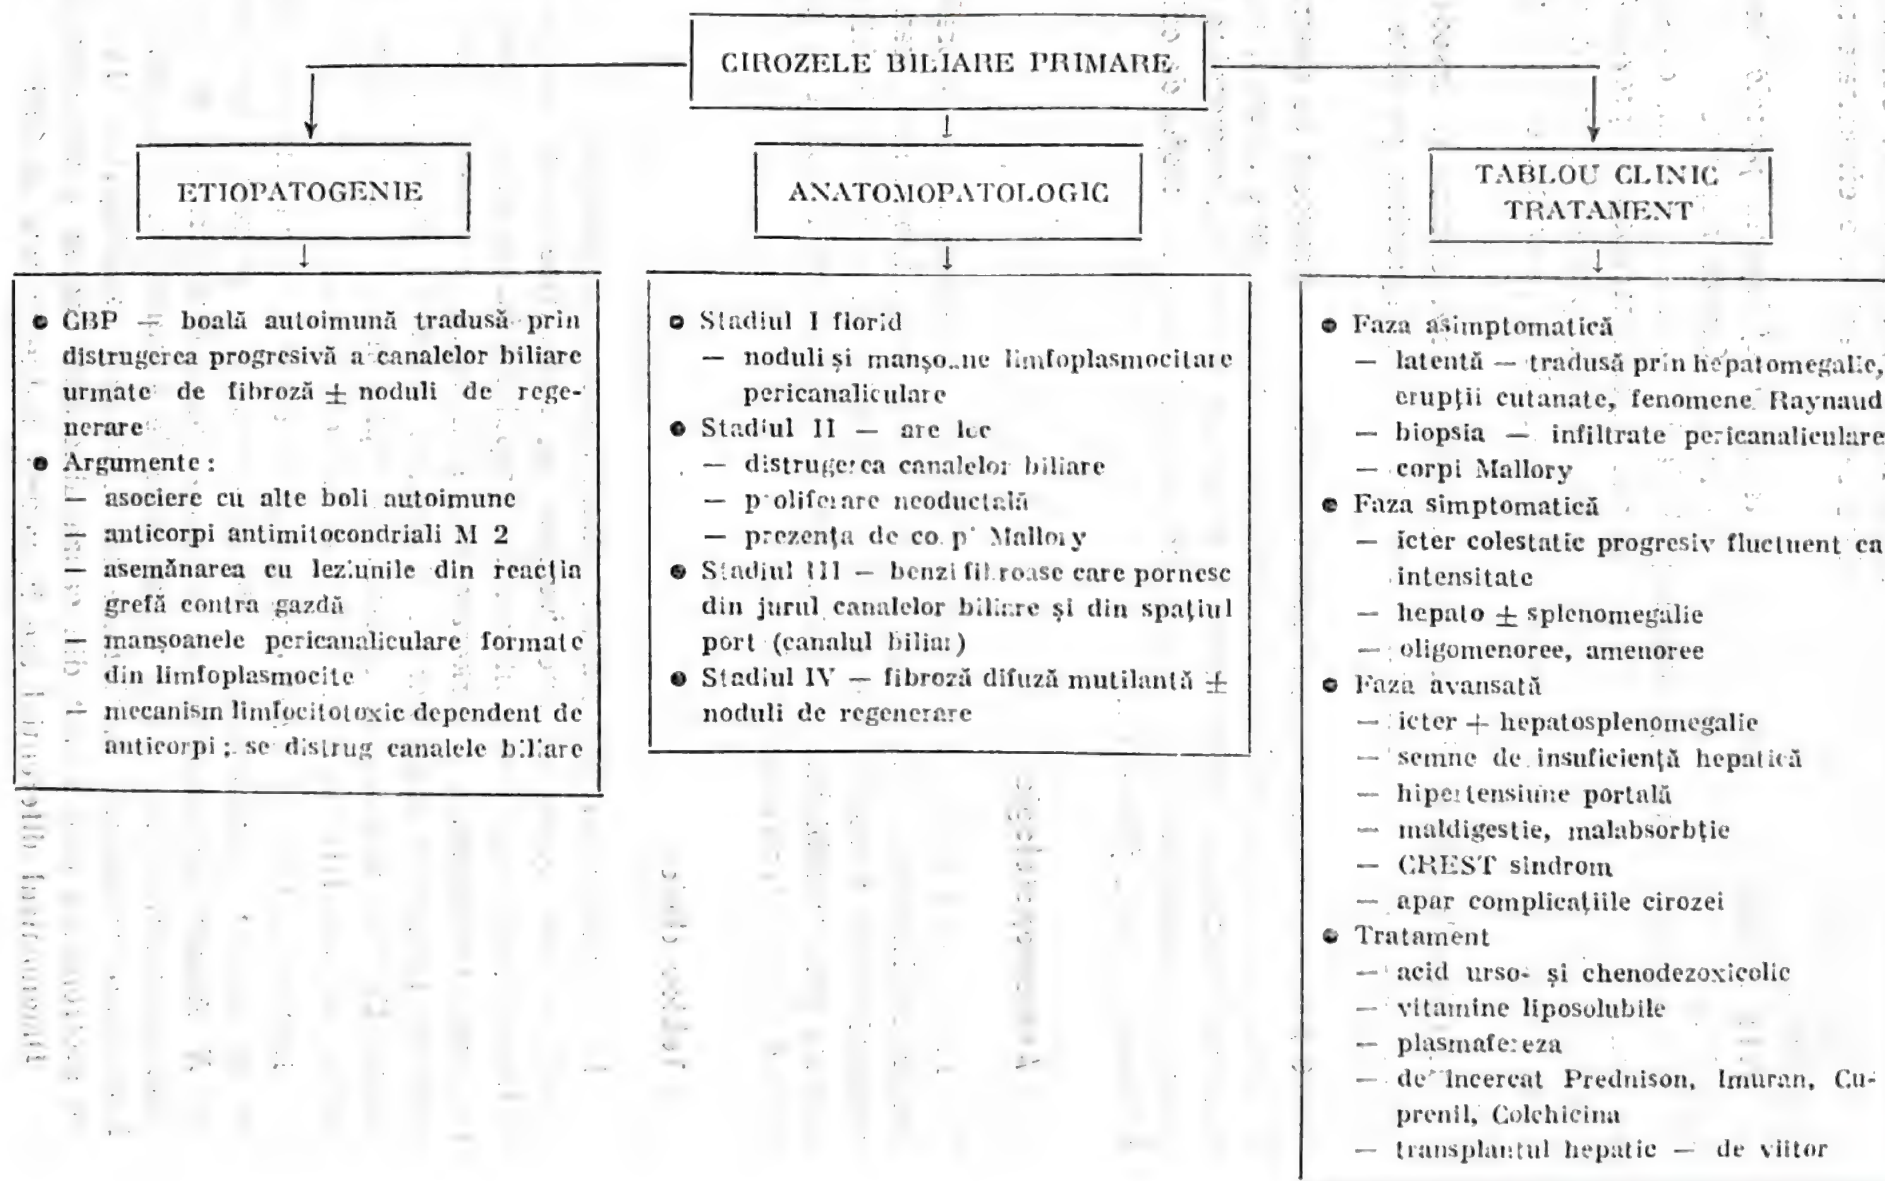 CIROZELE BILIARE PRIMARE
ETIOPATOGENIE
• CBP — boală autoimună tradusă prin
distrugerea progresivă a canalelor biliare
urmate de fibroză ± noduli de rege-
nerare
• Argumente :
— asociere cu alte boli autoimune
— anticorpi antimitocondriali M 2
— asemănarea cu leziunile din reacția
grefă contra gazdă
— manșoanele pericanaliculare formate
din limfoplasmocite
— mecanism limfocitotoxic dependent de
anticorpi ; se distrug canalele biliare
ANATOMOPATOLOGIC
• Stadiul I florid
— noduli și manșoane limfoplasmocitare
pericanaliculare
• Stadiul II — are loc
— distrugerea canalelor biliare
— proliferare neoductală
— prezența de corpi Mallory
• Stadiul III — benzi fibroase care pornesc
din jurul canalelor biliare și din spațiul
port (canalul biliar)
• Stadiul IV — fibroză difuză mutilantă ±
noduli de regenerare
TABLOU CLINIC
TRATAMENT
• Faza asimptomatică
— latentă — tradusă prin hepatomegalie,
erupții cutanate, fenomene Raynaud
— biopsia — infiltrate pericanaliculare
— corpi Mallory
• Faza simptomatică
— icter colestatic progresiv fluctuent ca
intensitate
— hepato ± splenomegalie
— oligomenoree, amenoree
• Faza avansată
— icter + hepatosplenomegalie
— semne de insuficiență hepatică
— hipertensiune portală
— maldigestie, malabsorbție
— CREST sindrom
— apar complicațiile cirozei
• Tratament
— acid urso- și chenodezoxicolic
— vitamine liposolubile
— plasmafereza
— de încercat Prednison, Imuran, Cu-
prenil, Colchicina
— transplantul hepatic — de viitor